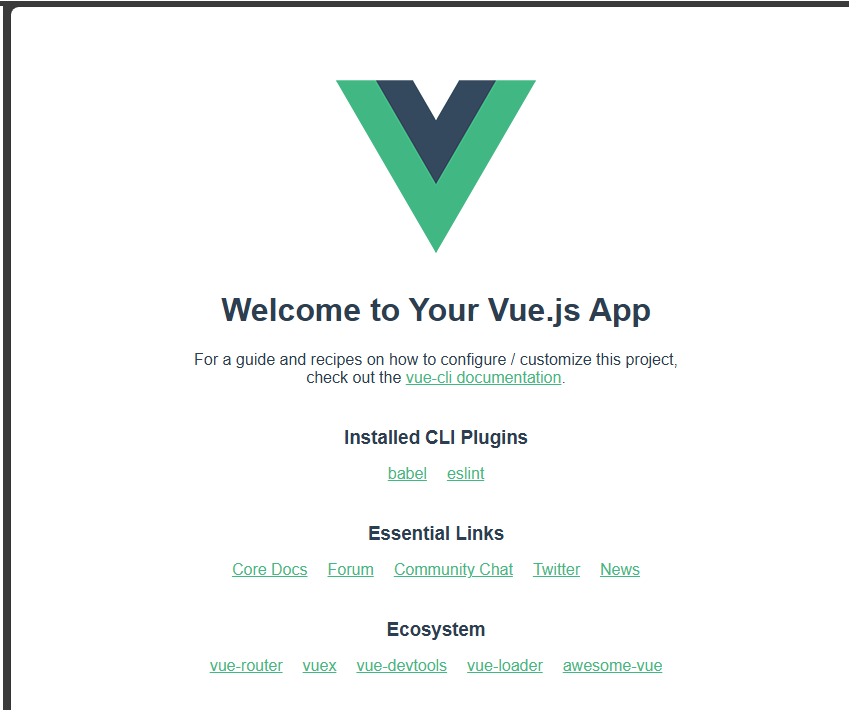 Welcome to Your Vue.js App
For a guide and recipes on how to configure / customize this project,
check out the vue-cli documentation.
Installed CLI Plugins
babel eslint
Essential Links
Core Docs Forum Community Chat Twitter News
Ecosystem
vue-router vuex vue-devtools vue-loader awesome-vue